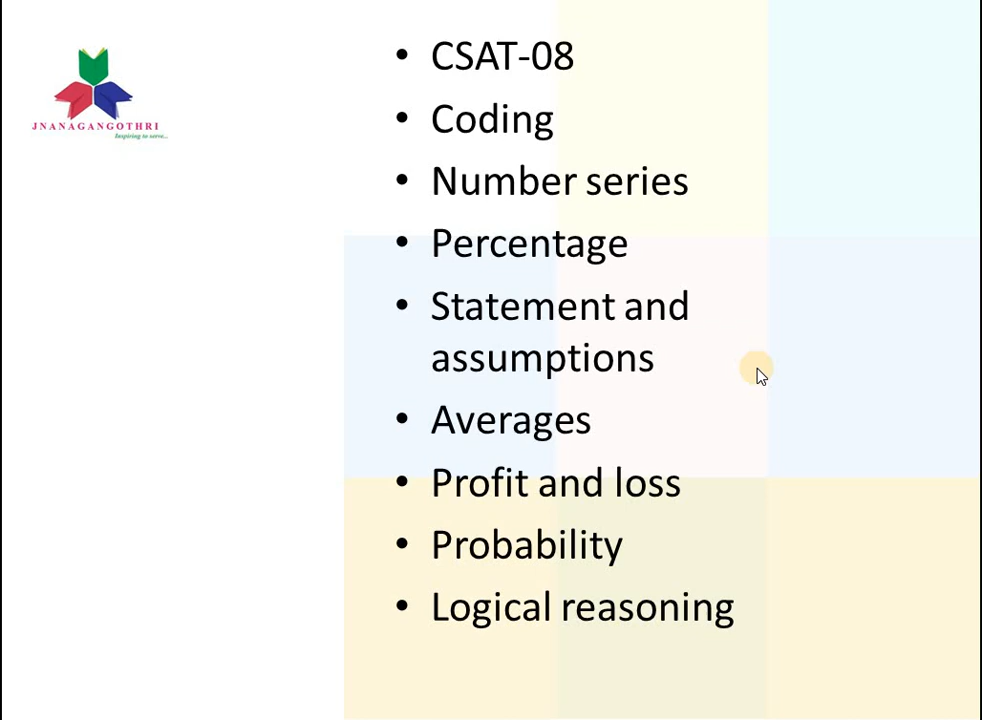 JNANAGANGOTHRI
Inspiring to serve...
• CSAT-08
• Coding
• Number series
• Percentage
• Statement and
assumptions
• Averages
• Profit and loss
• Probability
• Logical reasoning